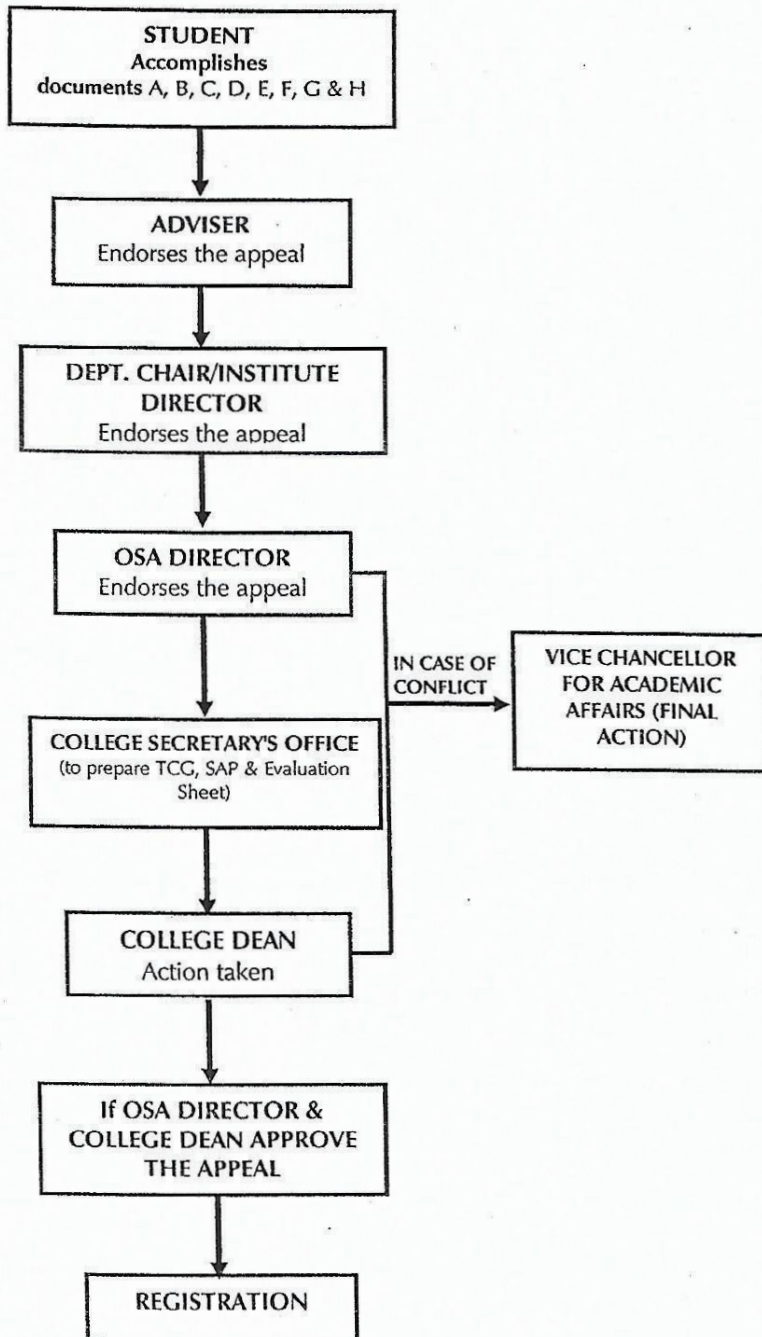 STUDENT
Accomplishes
documents A, B, C, D, E, F, G & H
ADVISER
Endorses the appeal
DEPT. CHAIR/INSTITUTE
DIRECTOR
Endorses the appeal
OSA DIRECTOR
Endorses the appeal
IN CASE OF
CONFLICT
VICE CHANCELLOR
FOR ACADEMIC
AFFAIRS (FINAL
ACTION)
COLLEGE SECRETARY'S OFFICE
(to prepare TCG, SAP & Evaluation
Sheet)
COLLEGE DEAN
Action taken
If OSA DIRECTOR &
COLLEGE DEAN APPROVE
THE APPEAL
REGISTRATION